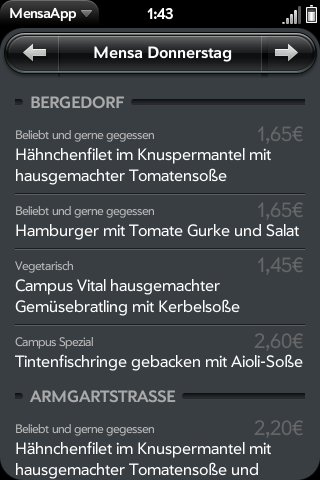 MensaApp 1:43
Mensa Donnerstag
BERGEDORF
Beliebt und gerne gegessen 1,65€
Hähnchenfilet im Knuspermantel mit
hausgemachter Tomatensoße
Beliebt und gerne gegessen 1,65€
Hamburger mit Tomate Gurke und Salat
Vegetarisch 1,45€
Campus Vital hausgemachter
Gemüsebratling mit Kerbelsoße
Campus Spezial 2,60€
Tintenfischringe gebacken mit Aioli-Soße
ARMGARTSTRASSE
Beliebt und gerne gegessen 2,20€
Hähnchenfilet im Knuspermantel mit
hausgemachter Tomatensoße und